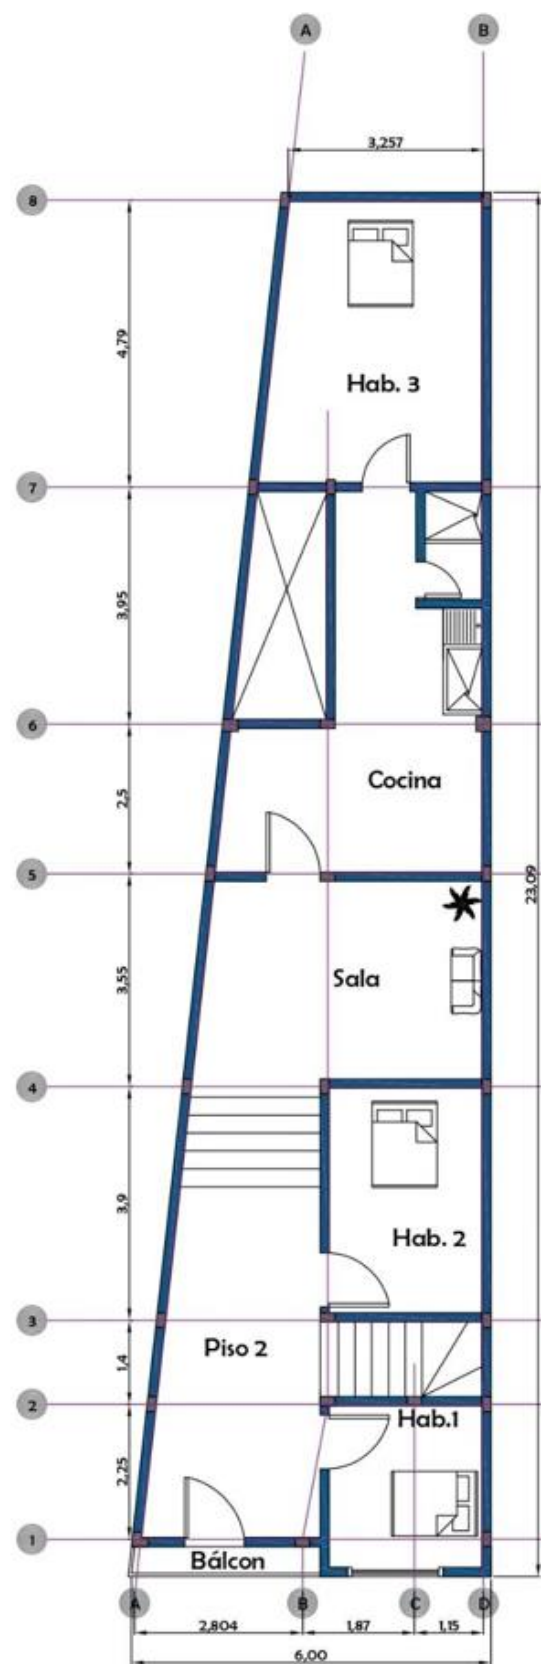 A B
3,257
8
4,79
Hab. 3
7
3,95
6
2,5
Cocina
5
23,09
3,55
Sala
4
3,9
Hab. 2
3
1,4
Piso 2
2
Hab.1
2,25
1
Bálcon
A B C D
2,804 1,87 1,15
6,00